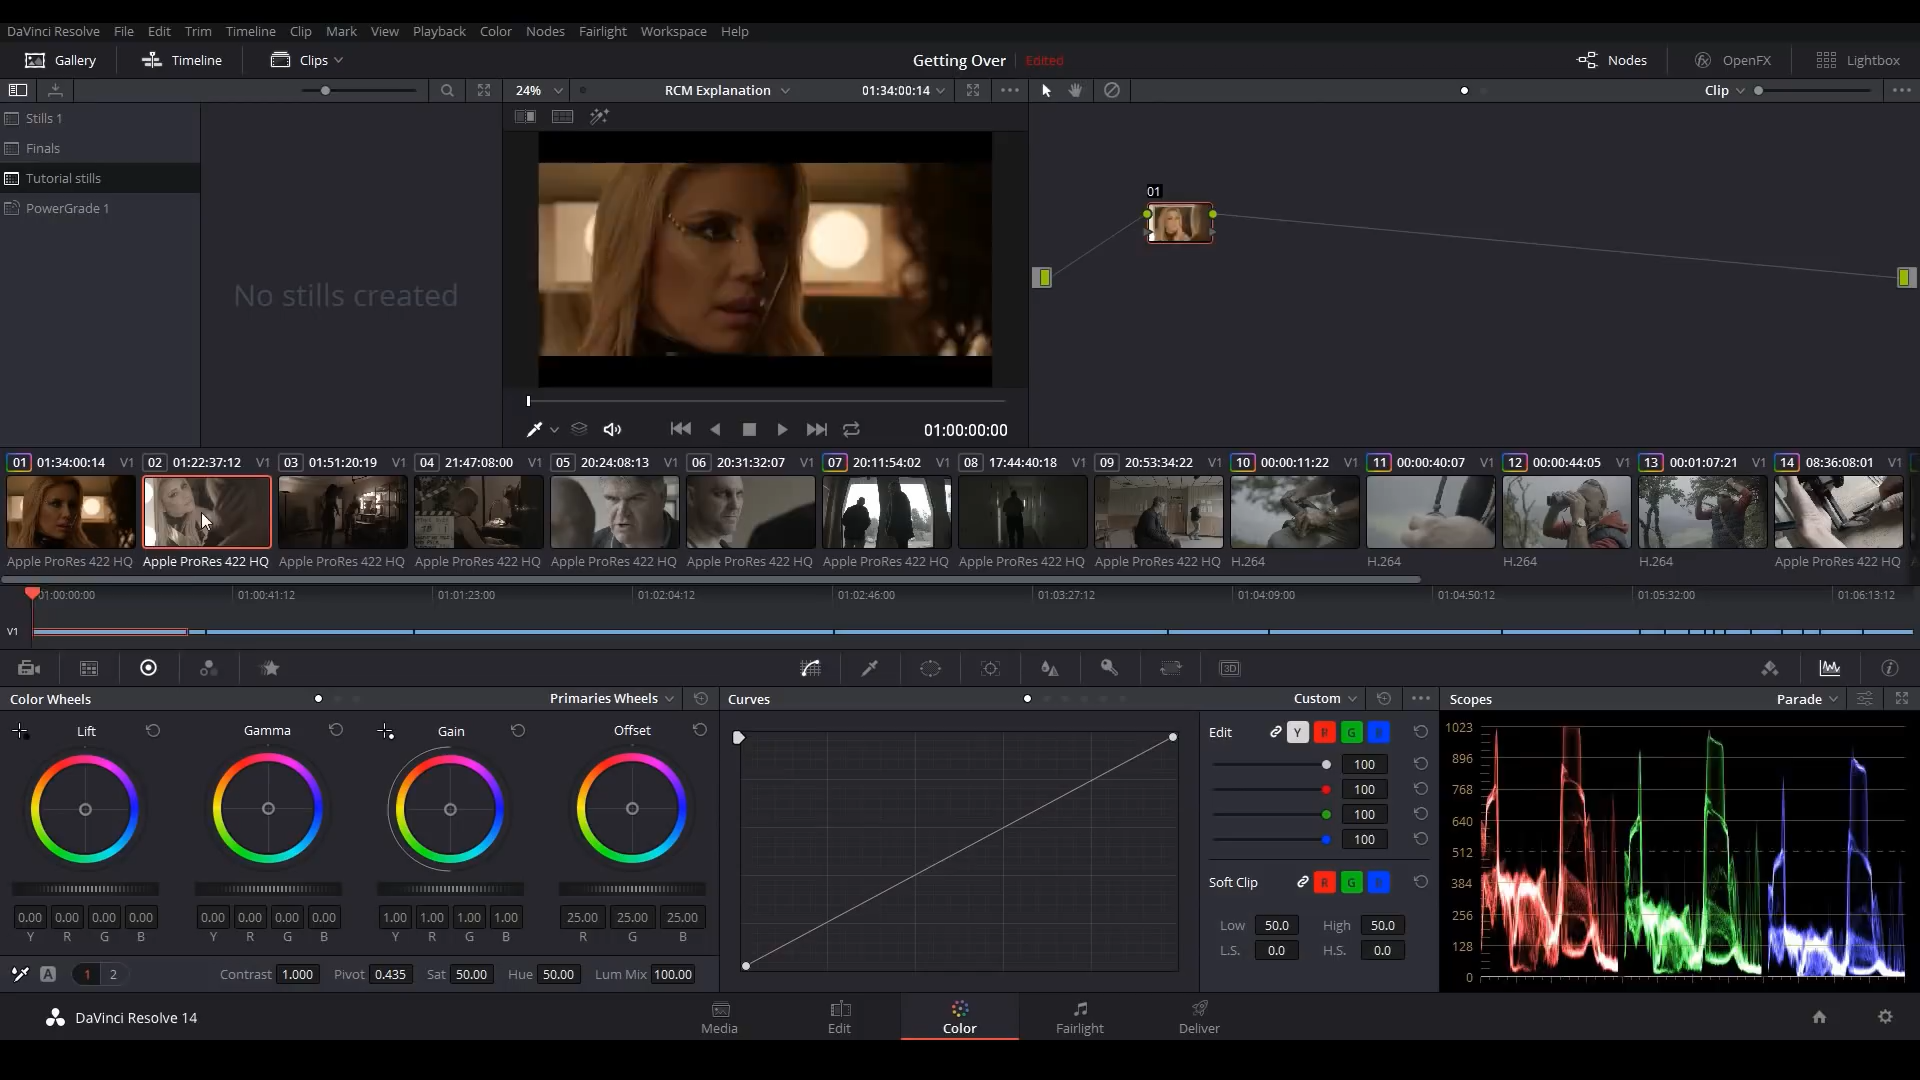 DaVinci Resolve File Edit Trim Timeline Clip Mark View Playback Color Nodes Fairlight Workspace Help
Gallery Timeline Clips Getting Over Edited Nodes OpenFX Lightbox
24% RCM Explanation 01:34:00:14 Clip
Stills 1
Finals
Tutorial stills
PowerGrade 1
No stills created
01
01:00:00:00
01 01:34:00:14 V1 02 01:22:37:12 V1 03 01:51:20:19 V1 04 21:47:08:00 V1 05 20:24:08:13 V1 06 20:31:32:07 V1 07 20:11:54:02 V1 08 17:44:40:18 V1 09 20:53:34:22 V1 10 00:00:11:22 V1 11 00:00:40:07 V1 12 00:00:44:05 V1 13 00:01:07:21 V1 14 08:36:08:01 V1
Apple ProRes 422 HQ Apple ProRes 422 HQ Apple ProRes 422 HQ Apple ProRes 422 HQ Apple ProRes 422 HQ Apple ProRes 422 HQ Apple ProRes 422 HQ Apple ProRes 422 HQ Apple ProRes 422 HQ H.264 H.264 H.264 H.264 Apple ProRes 422 HQ
01:00:00:00 01:00:41:12 01:01:23:00 01:02:04:12 01:02:46:00 01:03:27:12 01:04:09:00 01:04:50:12 01:05:32:00 01:06:13:12
V1
3D
Color Wheels Primaries Wheels Curves Custom Scopes Parade
Lift Gamma Gain Offset
Edit Y R G B
100
100
100
100
Soft Clip R G B
Low 50.0 High 50.0
L.S. 0.0 H.S. 0.0
1023
896
768
640
512
384
256
128
0
0.00 0.00 0.00 0.00 0.00 0.00 0.00 0.00 1.00 1.00 1.00 1.00 25.00 25.00 25.00
Y R G B Y R G B Y R G B R G B
A 1 2 Contrast 1.000 Pivot 0.435 Sat 50.00 Hue 50.00 Lum Mix 100.00
DaVinci Resolve 14 Media Edit Color Fairlight Deliver